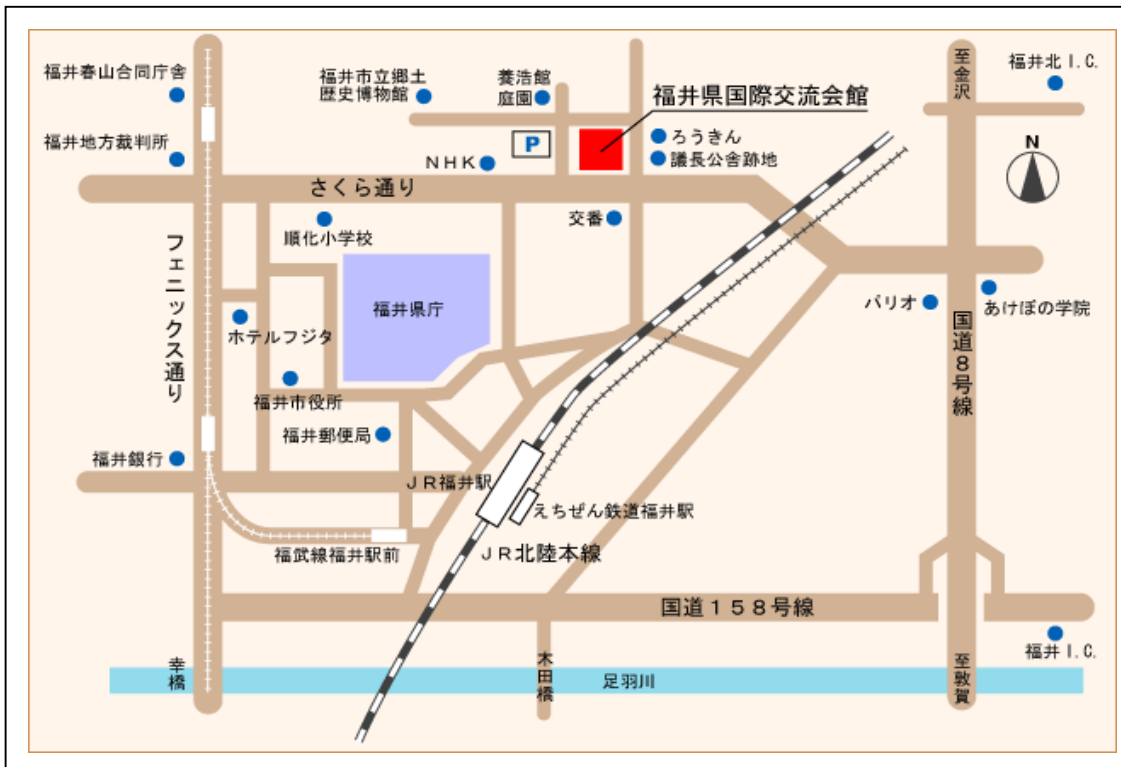 福井春山合同庁舎
福井市立郷土
歴史博物館
養浩館
庭園
福井県国際交流会館
至金沢
福井北I.C.
福井地方裁判所
NHK
P
ろうきん
議長公舎跡地
N
さくら通り
順化小学校
交番
フェニックス通り
福井県庁
ホテルフジタ
パリオ
あけぼの学院
国道8号線
福井市役所
福井郵便局
福井銀行
JR福井駅
えちぜん鉄道福井駅
福武線福井駅前
JR北陸本線
国道158号線
幸橋
木田橋
足羽川
至敦賀
福井I.C.